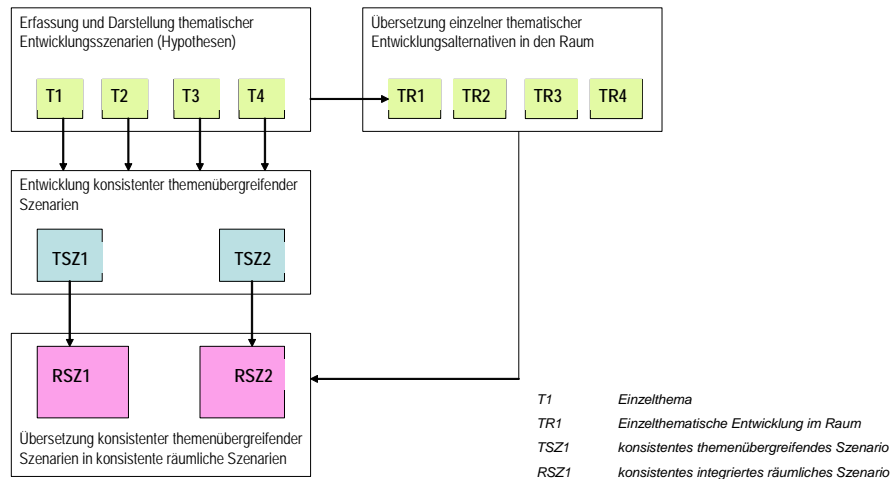 Erfassung und Darstellung thematischer
Entwicklungsszenarien (Hypothesen)
T1 T2 T3 T4
Übersetzung einzelner thematischer
Entwicklungsalternativen in den Raum
TR1 TR2 TR3 TR4
Entwicklung konsistenter themenübergreifender
Szenarien
TSZ1 TSZ2
RSZ1 RSZ2
Übersetzung konsistenter themenübergreifender
Szenarien in konsistente räumliche Szenarien
T1 Einzelthema
TR1 Einzelthematische Entwicklung im Raum
TSZ1 konsistentes themenübergreifendes Szenario
RSZ1 konsistentes integriertes räumliches Szenario